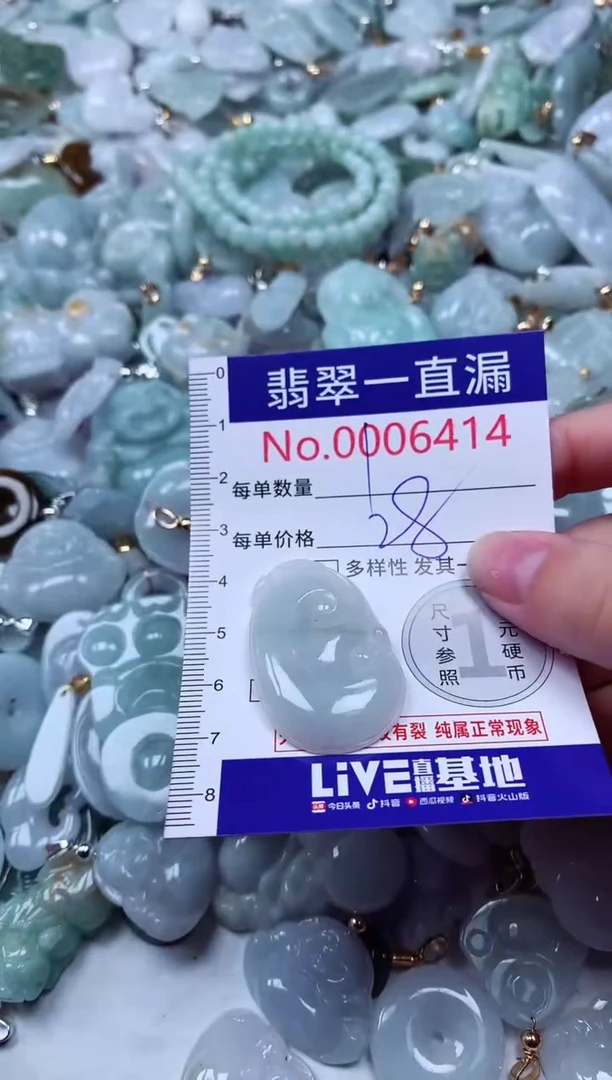 0
翡翠一直漏
1
No.0006414
2
每单数量 1
3
每单价格 28
4
多样性 发其一
5
尺寸参照 1元硬币
6
有裂 纯属正常现象
7
LiVE直播基地
8
今日头条 抖音 西瓜视频 抖音火山版